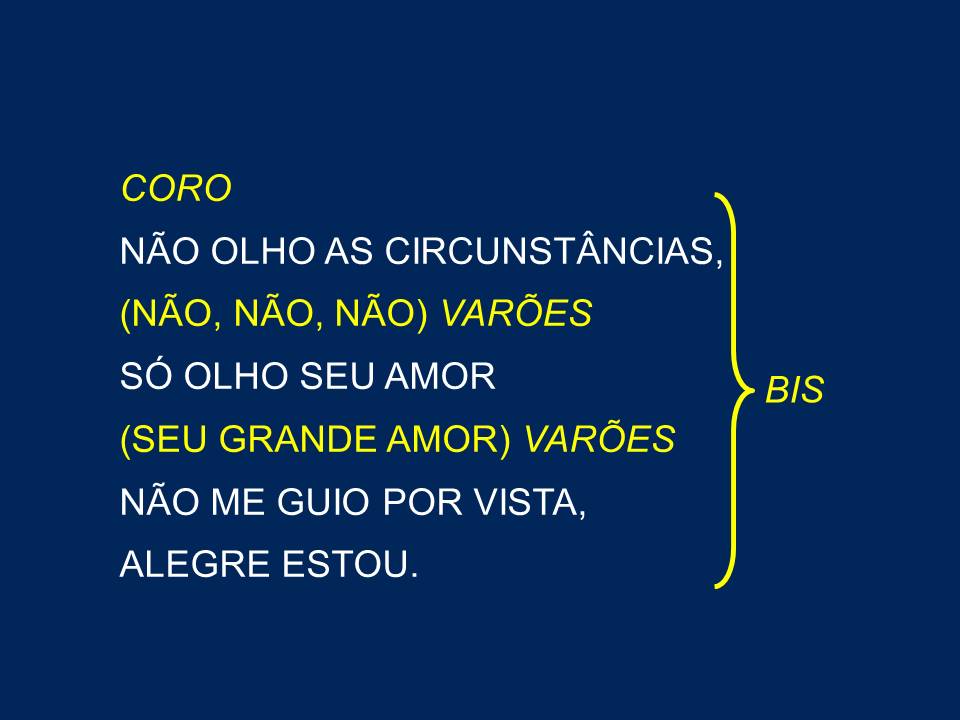 CORO
NÃO OLHO AS CIRCUNSTÂNCIAS,
(NÃO, NÃO, NÃO) VARÕES
SÓ OLHO SEU AMOR
(SEU GRANDE AMOR) VARÕES
NÃO ME GUIO POR VISTA,
ALEGRE ESTOU.
BIS